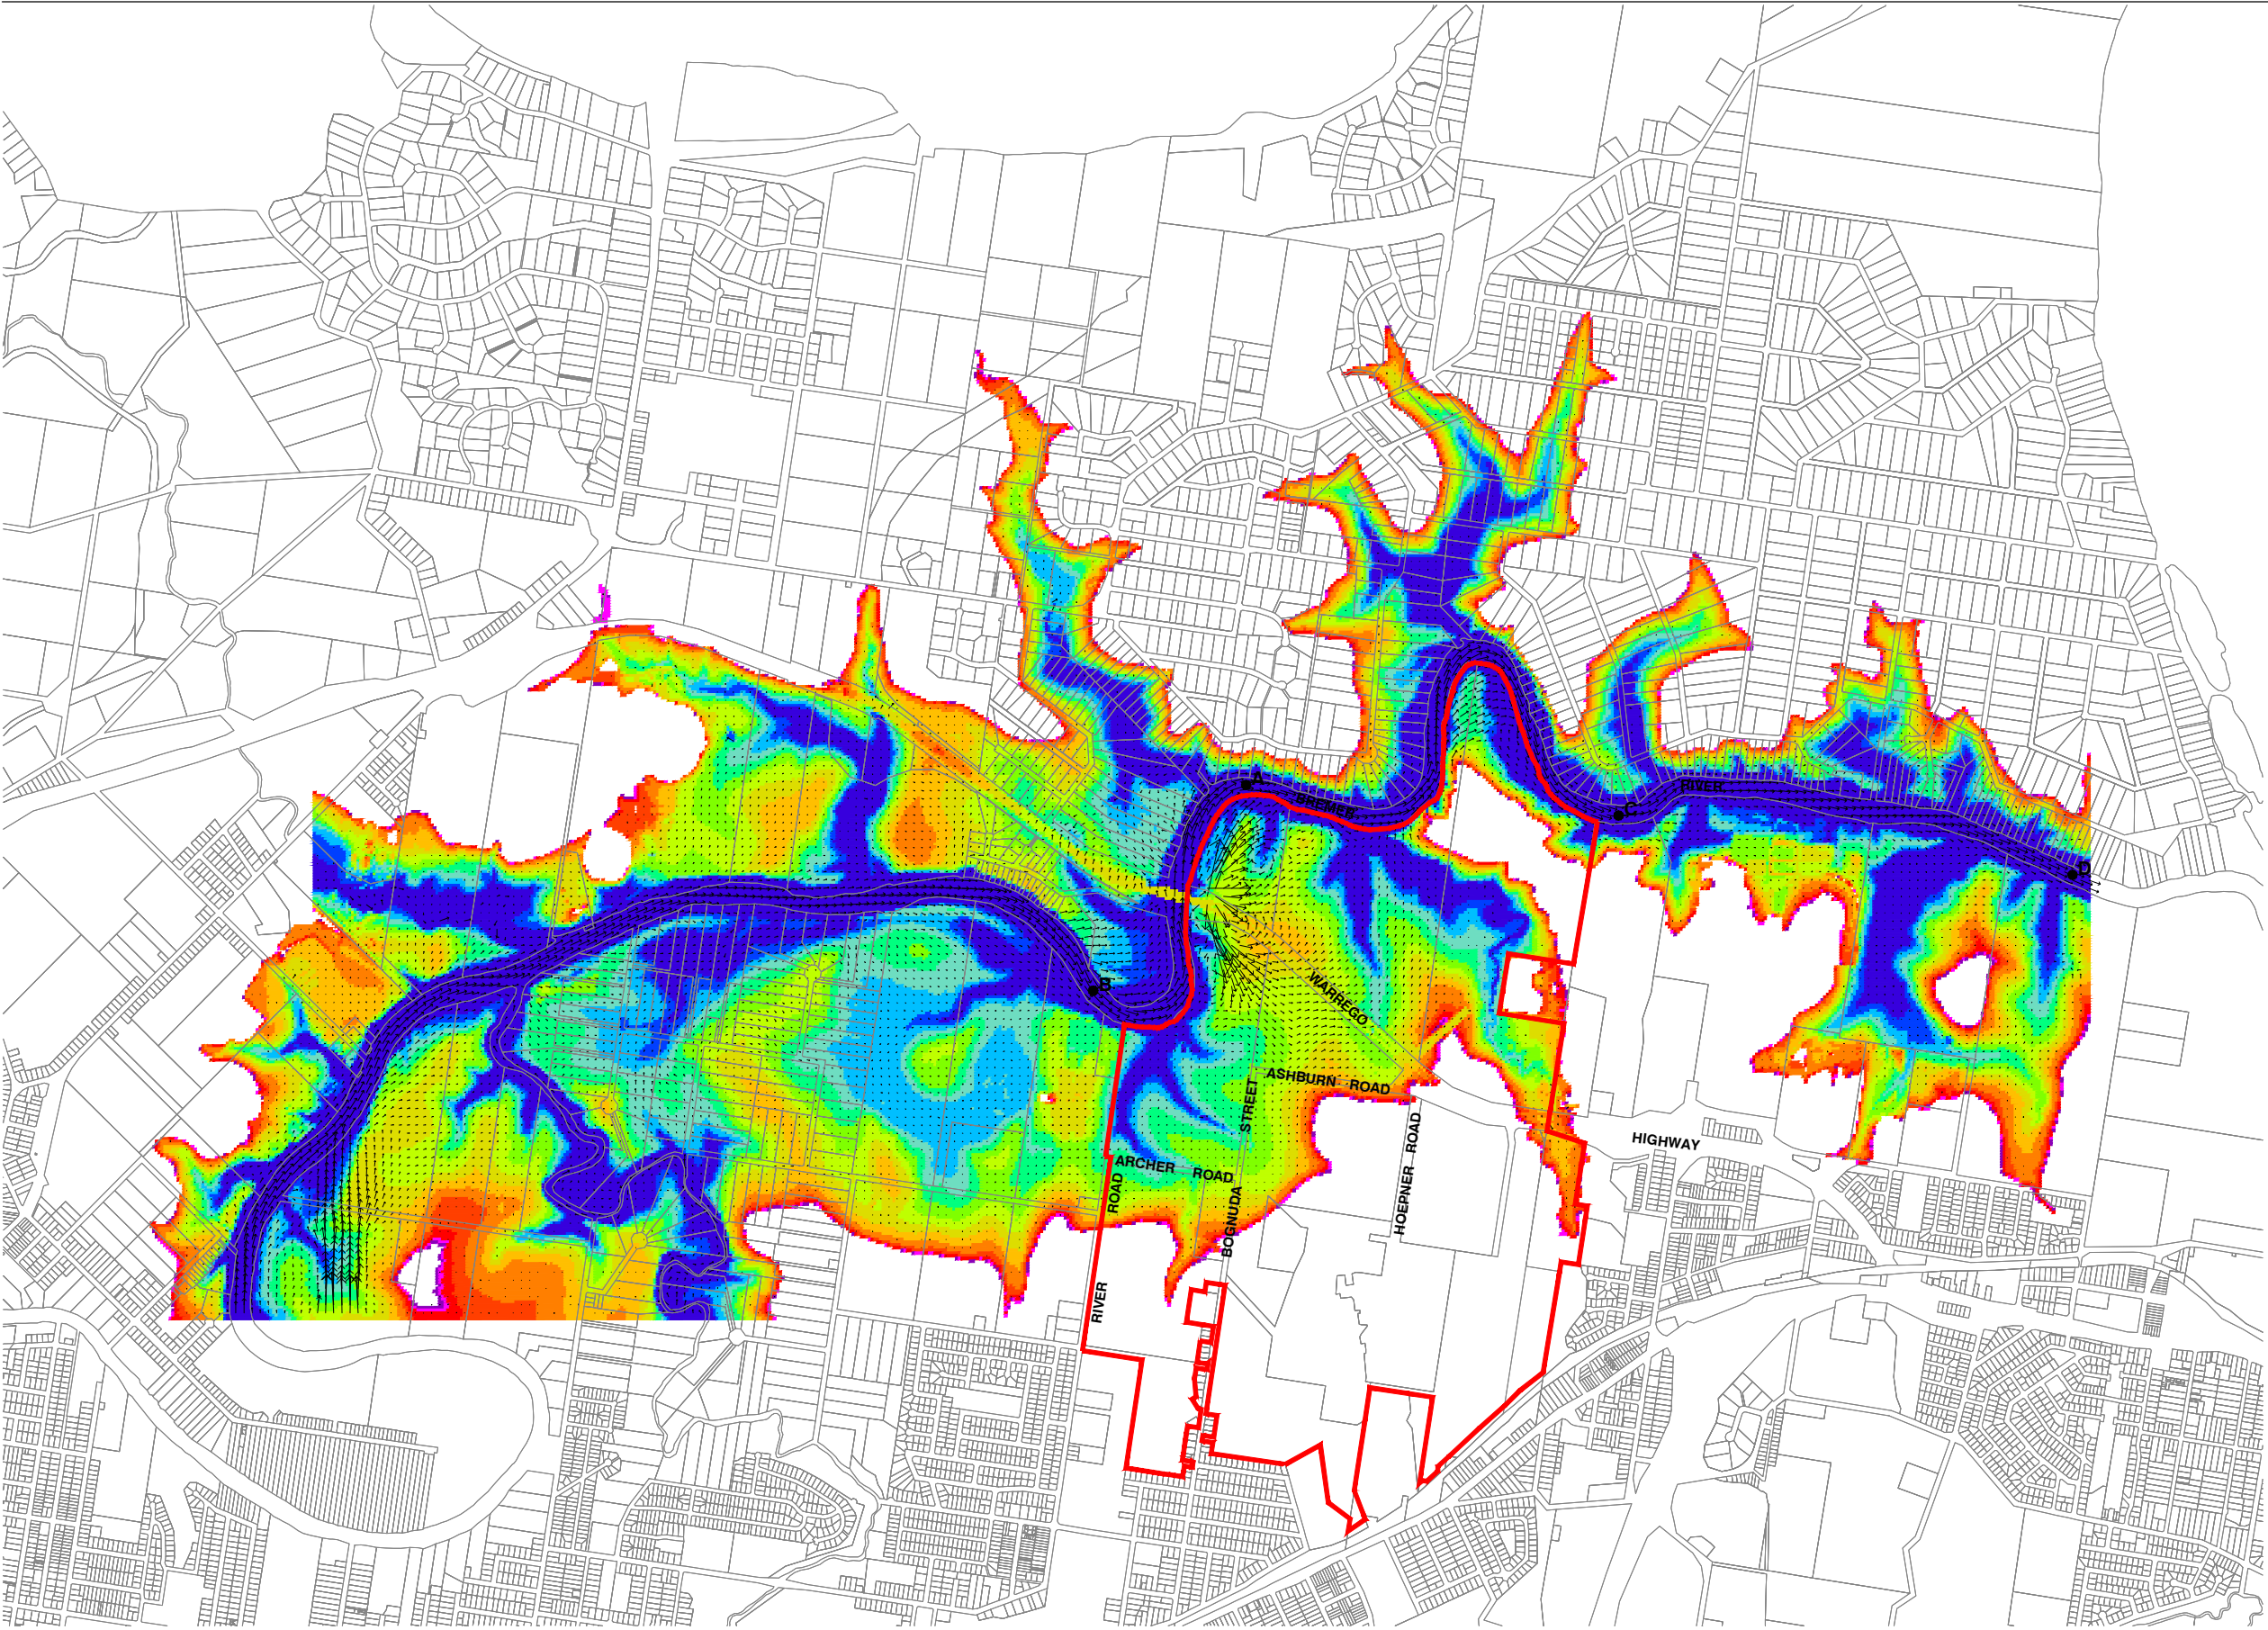 A
BREMER
RIVER
C
D
B
WARREGO
ASHBURN ROAD
STREET
HIGHWAY
HOEPNER ROAD
ARCHER ROAD
ROAD
BOGNUDA
RIVER